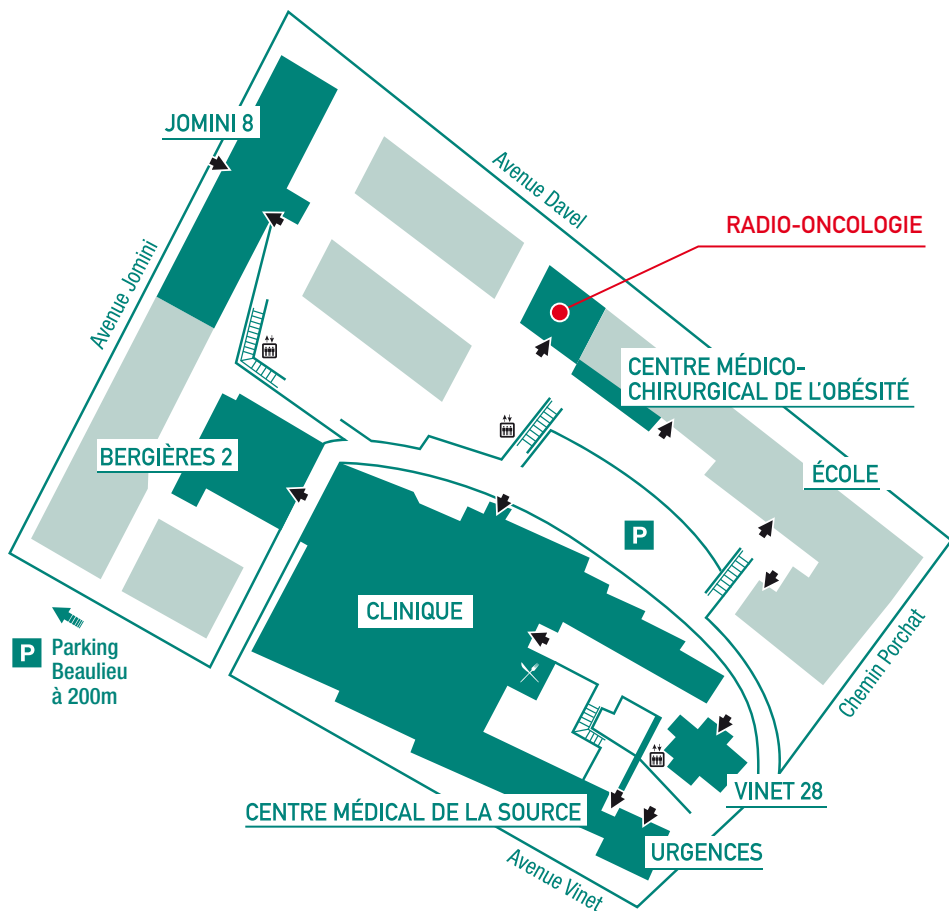 JOMINI 8
Avenue Davel
RADIO-ONCOLOGIE
Avenue Jomini
CENTRE MÉDICO-
CHIRURGICAL DE L'OBÉSITÉ
BERGIÈRES 2
ÉCOLE
P
CLINIQUE
P Parking
Beaulieu
à 200m
Chemin Porchat
VINET 28
CENTRE MÉDICAL DE LA SOURCE
URGENCES
Avenue Vinet